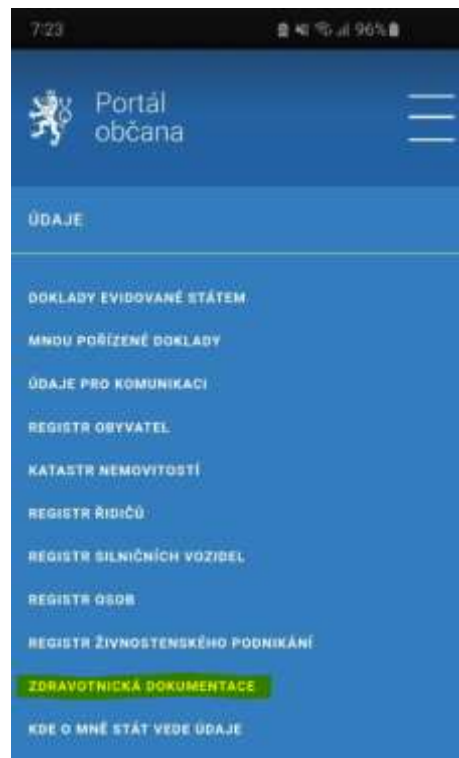 7:23
96%
Portál
občana
ÚDAJE
DOKLADY EVIDOVANÉ STÁTEM
MNOU POŘÍZENÉ DOKLADY
ÚDAJE PRO KOMUNIKACI
REGISTR OBYVATEL
KATASTR NEMOVITOSTÍ
REGISTR ŘIDIČŮ
REGISTR SILNIČNÍCH VOZIDEL
REGISTR OSOB
REGISTR ŽIVNOSTENSKÉHO PODNIKÁNÍ
ZDRAVOTNICKÁ DOKUMENTACE
KDE O MNĚ STÁT VEDE ÚDAJE